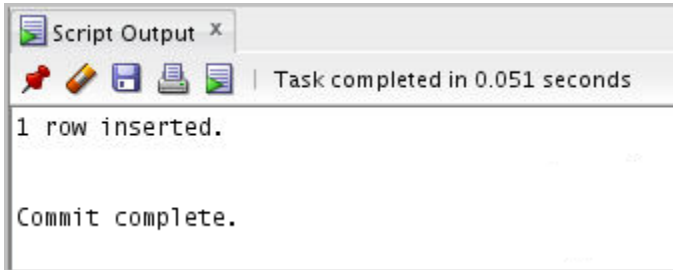 Script Output x
Task completed in 0.051 seconds
1 row inserted.
Commit complete.